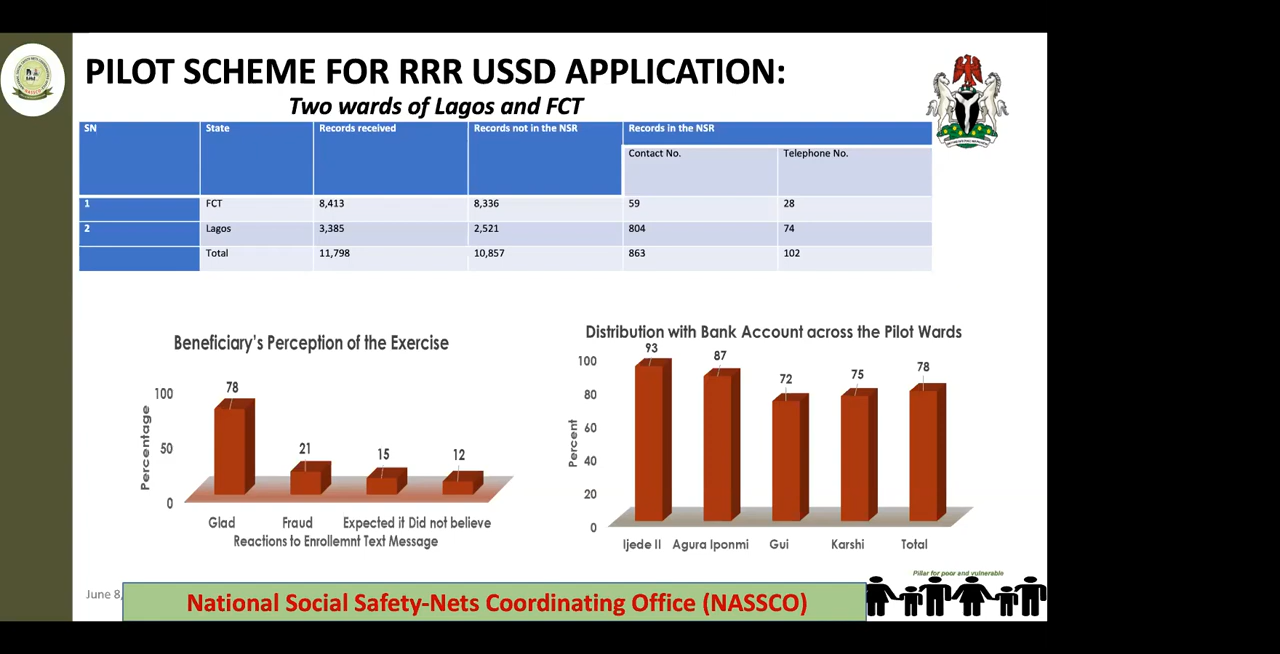 PILOT SCHEME FOR RRR USSD APPLICATION:
Two wards of Lagos and FCT
SN State Records received Records not in the NSR Records in the NSR
Contact No. Telephone No.
1 FCT 8,413 8,336 59 28
2 Lagos 3,385 2,521 804 74
Total 11,798 10,857 863 102
Beneficiary's Perception of the Exercise
Percentage
100
50
0
78
21
15
12
Glad Fraud Expected it Did not believe
Reactions to Enrollemnt Text Message
Distribution with Bank Account across the Pilot Wards
Percent
100
80
60
40
20
0
93
87
72
75
78
Ijede II Agura Iponmi Gui Karshi Total
Pillar for poor and vulnerable
June 8,
National Social Safety-Nets Coordinating Office (NASSCO)